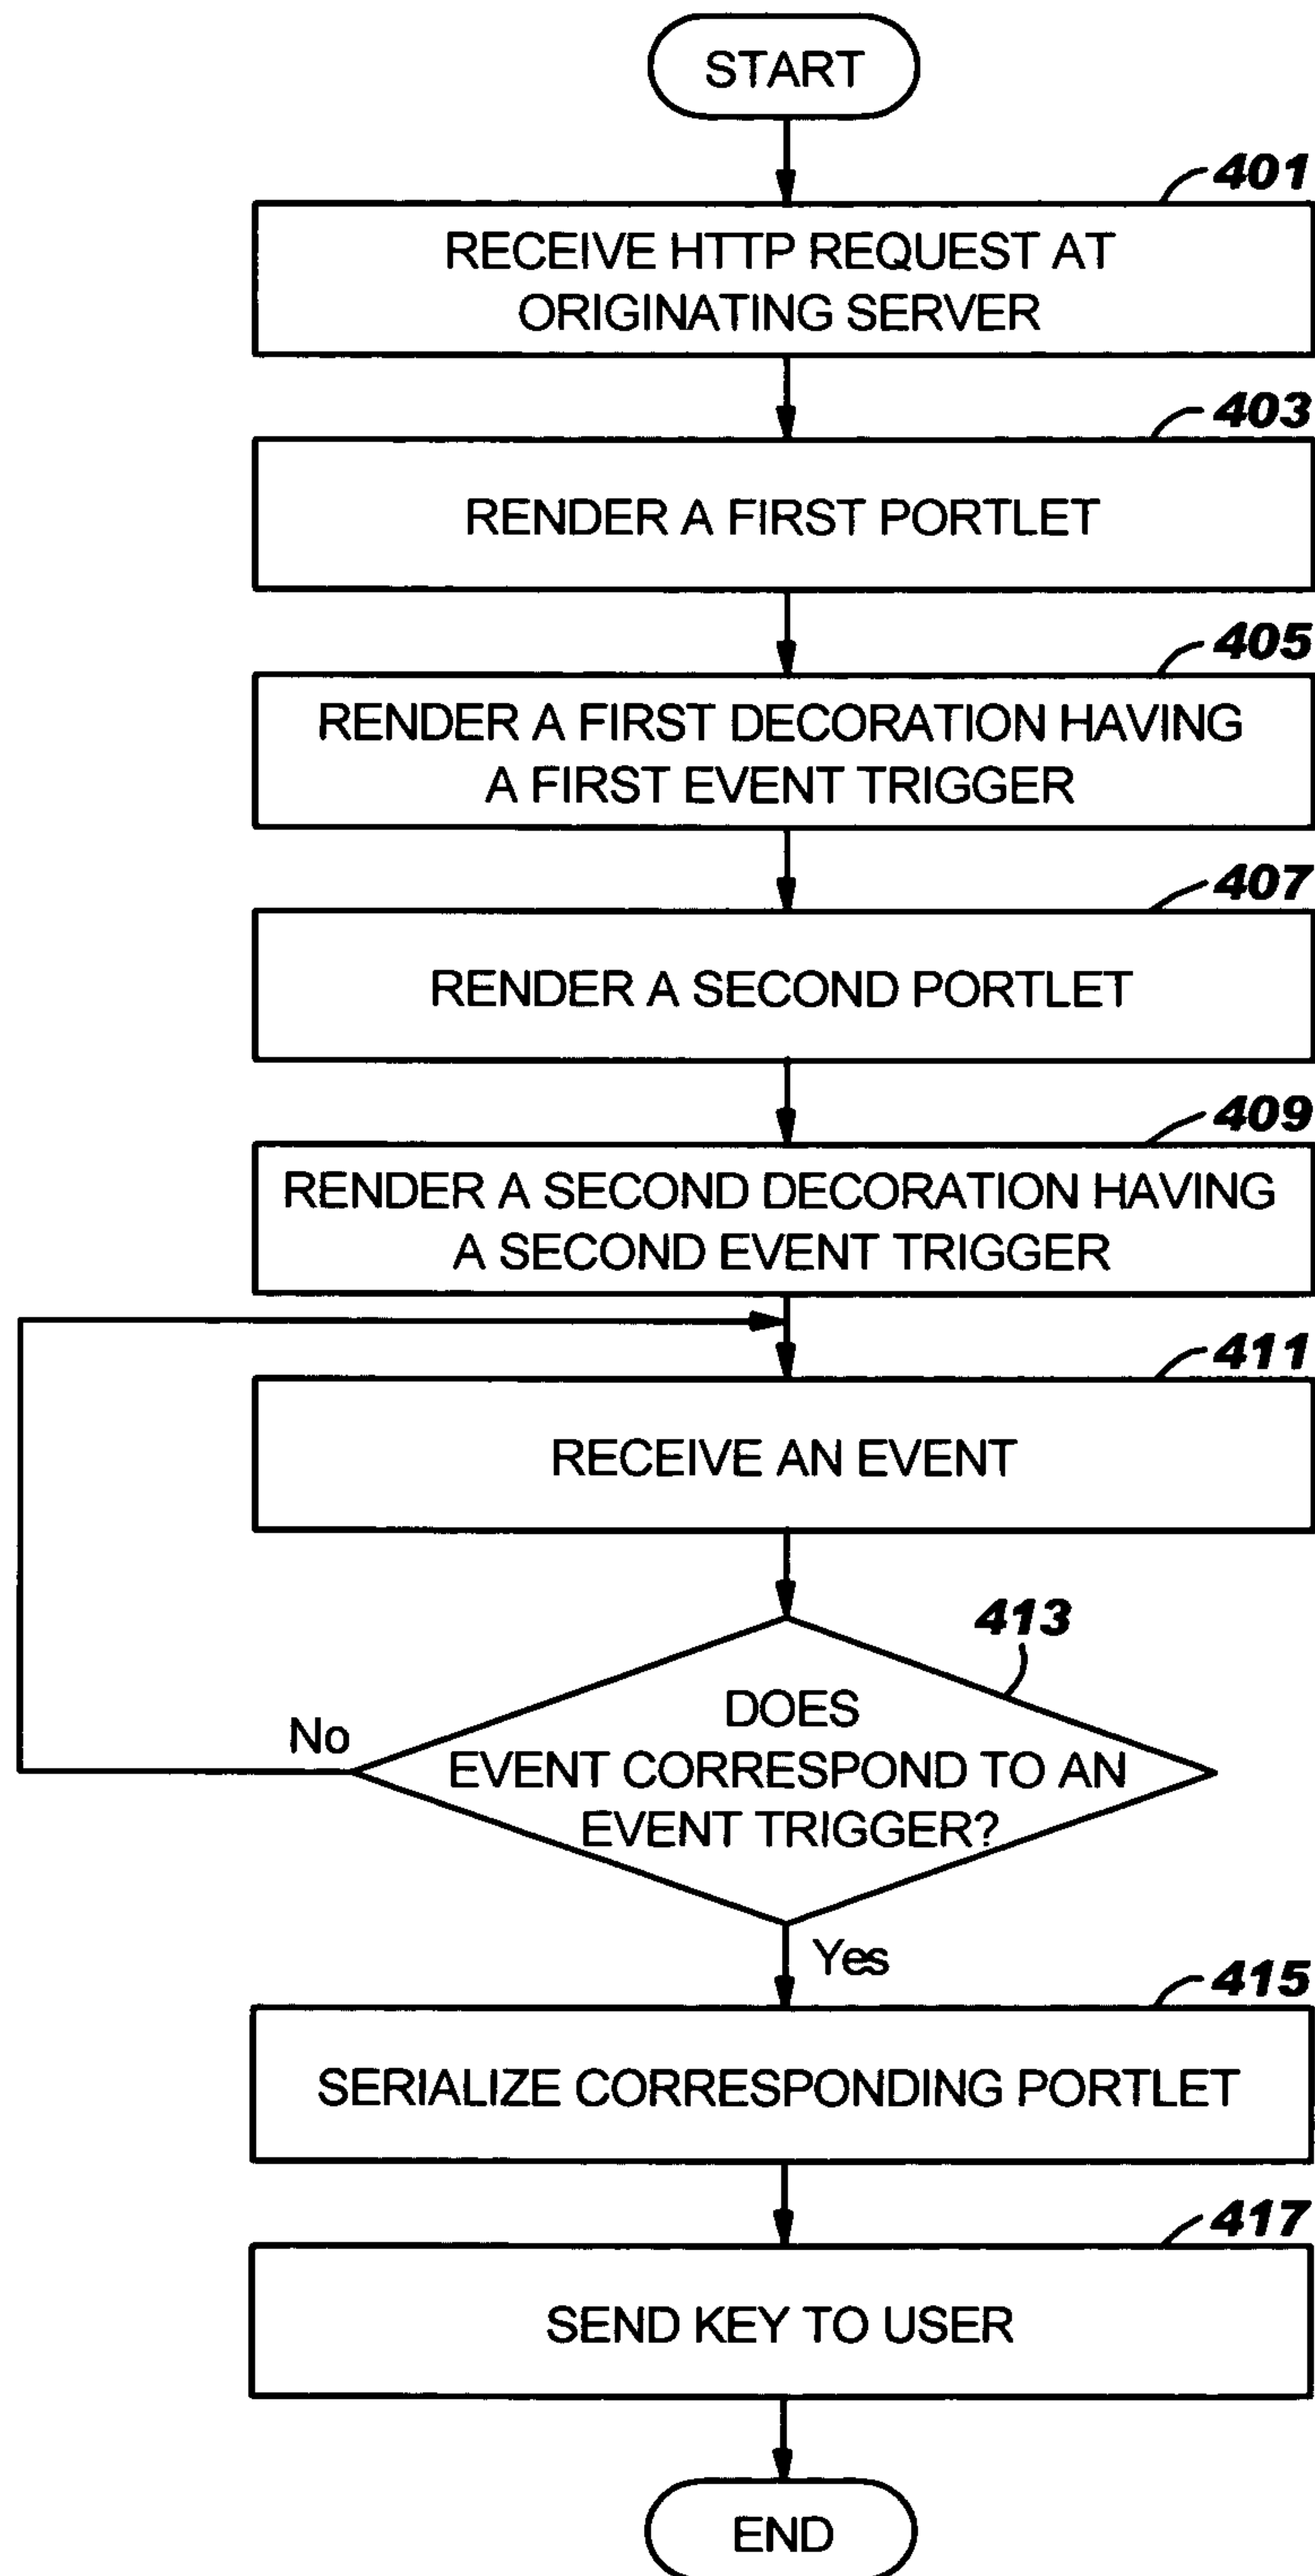 START
401
RECEIVE HTTP REQUEST AT
ORIGINATING SERVER
403
RENDER A FIRST PORTLET
405
RENDER A FIRST DECORATION HAVING
A FIRST EVENT TRIGGER
407
RENDER A SECOND PORTLET
409
RENDER A SECOND DECORATION HAVING
A SECOND EVENT TRIGGER
411
RECEIVE AN EVENT
413
DOES
EVENT CORRESPOND TO AN
EVENT TRIGGER?
No
Yes
415
SERIALIZE CORRESPONDING PORTLET
417
SEND KEY TO USER
END